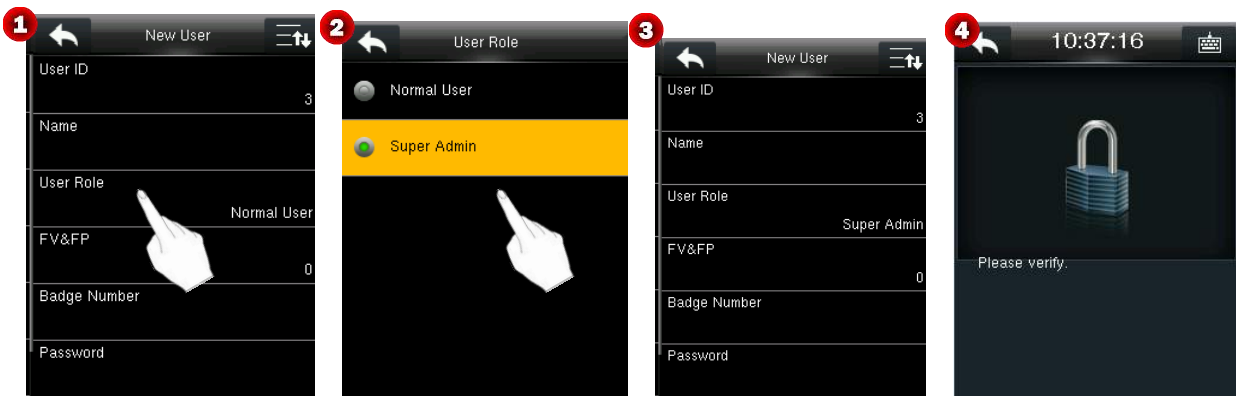 1
New User
User ID
3
Name
User Role
Normal User
FV&FP
0
Badge Number
Password
2
User Role
Normal User
Super Admin
3
New User
User ID
3
Name
User Role
Super Admin
FV&FP
0
Badge Number
Password
4
10:37:16
Please verify.